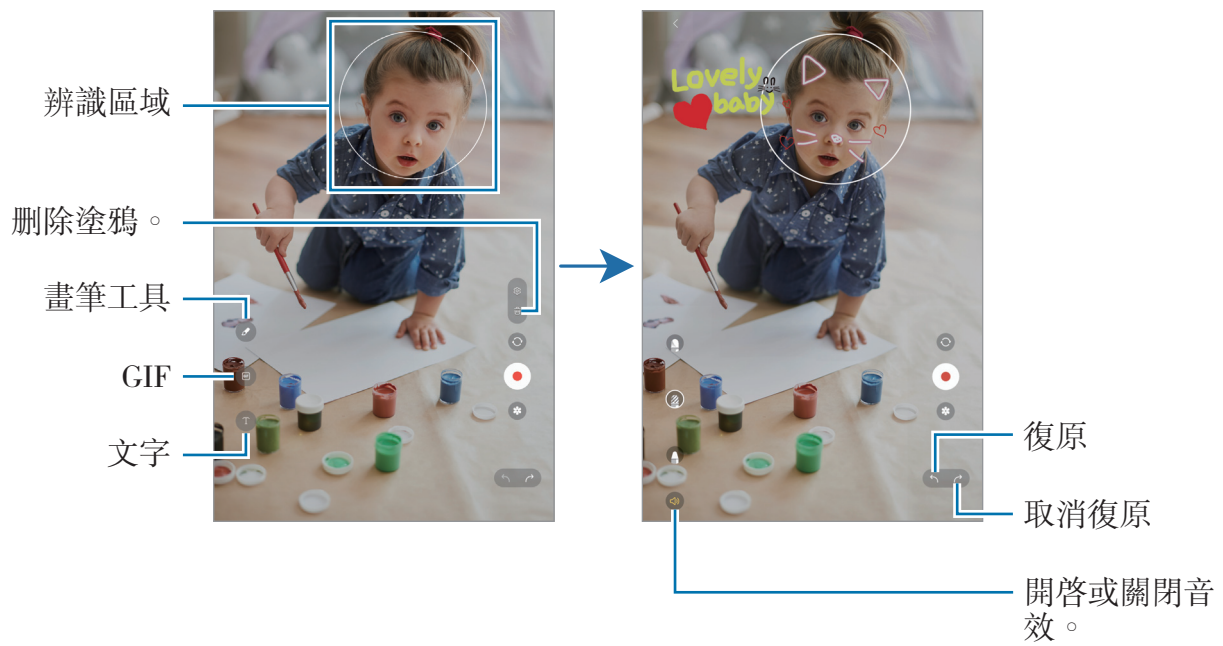 辨識區域
刪除塗鴉。
畫筆工具
GIF
文字
T
Lovely
baby
復原
取消復原
開啓或關閉音
效。